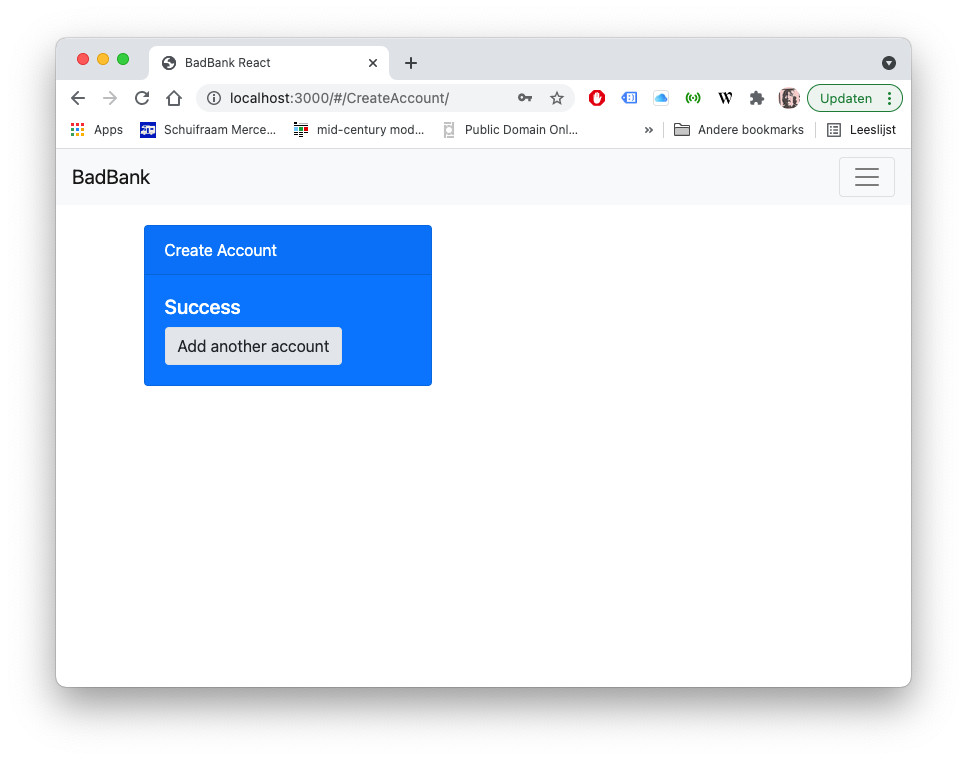 BadBank React
localhost:3000/#/CreateAccount/
Updaten
Apps Schuifraam Merce... mid-century mod... Public Domain Onl... » Andere bookmarks Leeslijst
BadBank
Create Account
Success
Add another account